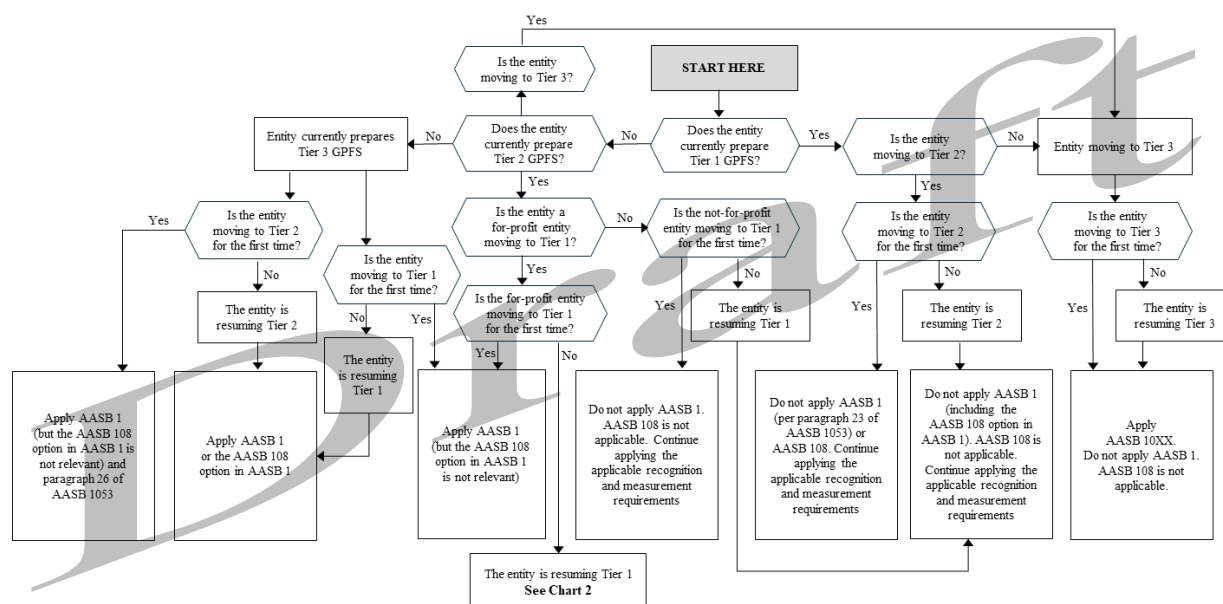 Yes
Is the entity
moving to Tier 3?
START HERE
Entity currently prepares
Tier 3 GPFS
No
Does the entity
currently prepare
Tier 2 GPFS?
No
Does the entity
currently prepare
Tier 1 GPFS?
Yes
Is the entity
moving to Tier 2?
No
Entity moving to Tier 3
Yes
Yes
Yes
Is the entity
moving to Tier 2
for the first time?
Is the entity a
for-profit entity
moving to Tier 1?
No
Is the not-for-profit
entity moving to Tier 1
for the first time?
Is the entity
moving to Tier 2
for the first time?
Is the entity
moving to Tier 3
for the first time?
Is the entity
moving to Tier 1
for the first time?
No
Yes
No
No
No
The entity is
resuming Tier 2
No
Yes
Is the for-profit entity
moving to Tier 1
for the first time?
Yes
The entity is
resuming Tier 1
Yes
The entity is
resuming Tier 2
Yes
The entity is
resuming Tier 3
The entity
is resuming
Tier 1
Yes
No
Apply AASB 1
(but the AASB 108
option in AASB 1 is
not relevant) and
paragraph 26 of
AASB 1053
Apply AASB 1
or the AASB 108
option in AASB 1
Apply AASB 1
(but the AASB 108
option in AASB 1
is not relevant)
Do not apply AASB 1.
AASB 108 is not
applicable. Continue
applying the
applicable recognition
and measurement
requirements
Do not apply AASB 1
(per paragraph 23 of
AASB 1053) or
AASB 108. Continue
applying the
applicable recognition
and measurement
requirements
Do not apply AASB 1
(including the
AASB 108 option in
AASB 1). AASB 108 is
not applicable.
Continue applying the
applicable recognition
and measurement
requirements
Apply
AASB 10XX.
Do not apply AASB 1.
AASB 108 is not
applicable.
The entity is resuming Tier 1
See Chart 2
Draft